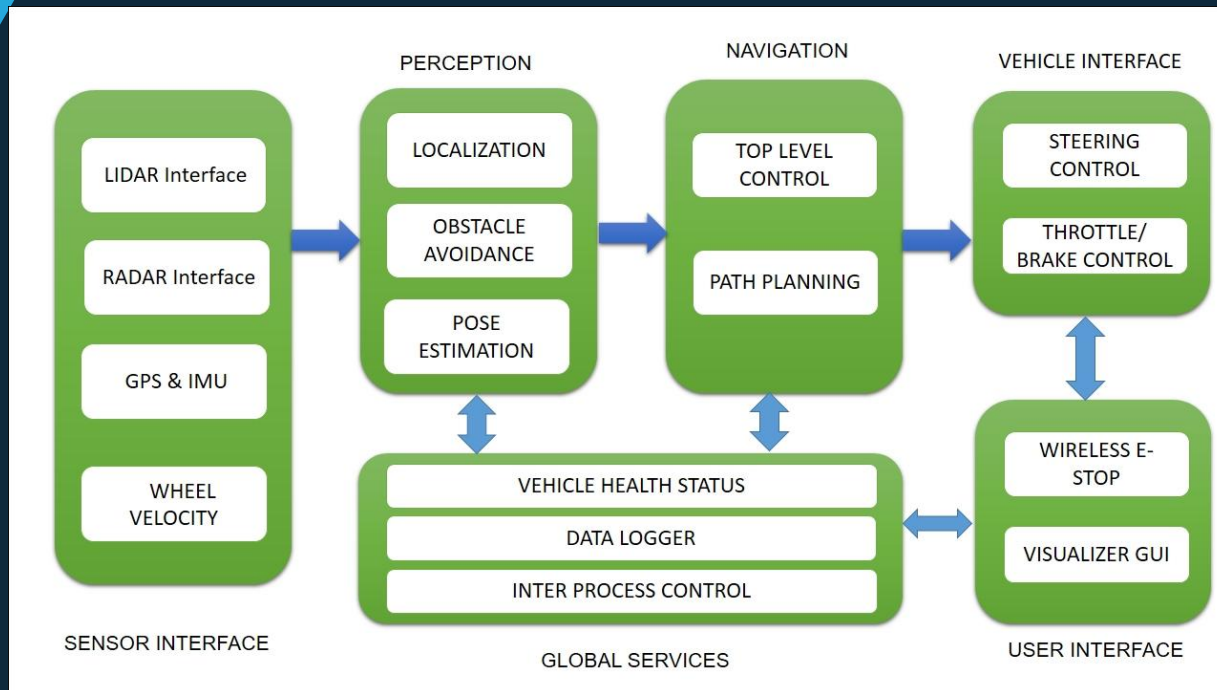 PERCEPTION
NAVIGATION
VEHICLE INTERFACE
LIDAR Interface
RADAR Interface
GPS & IMU
WHEEL
VELOCITY
SENSOR INTERFACE
LOCALIZATION
OBSTACLE
AVOIDANCE
POSE
ESTIMATION
TOP LEVEL
CONTROL
PATH PLANNING
STEERING
CONTROL
THROTTLE/
BRAKE CONTROL
VEHICLE HEALTH STATUS
DATA LOGGER
INTER PROCESS CONTROL
GLOBAL SERVICES
WIRELESS E-
STOP
VISUALIZER GUI
USER INTERFACE